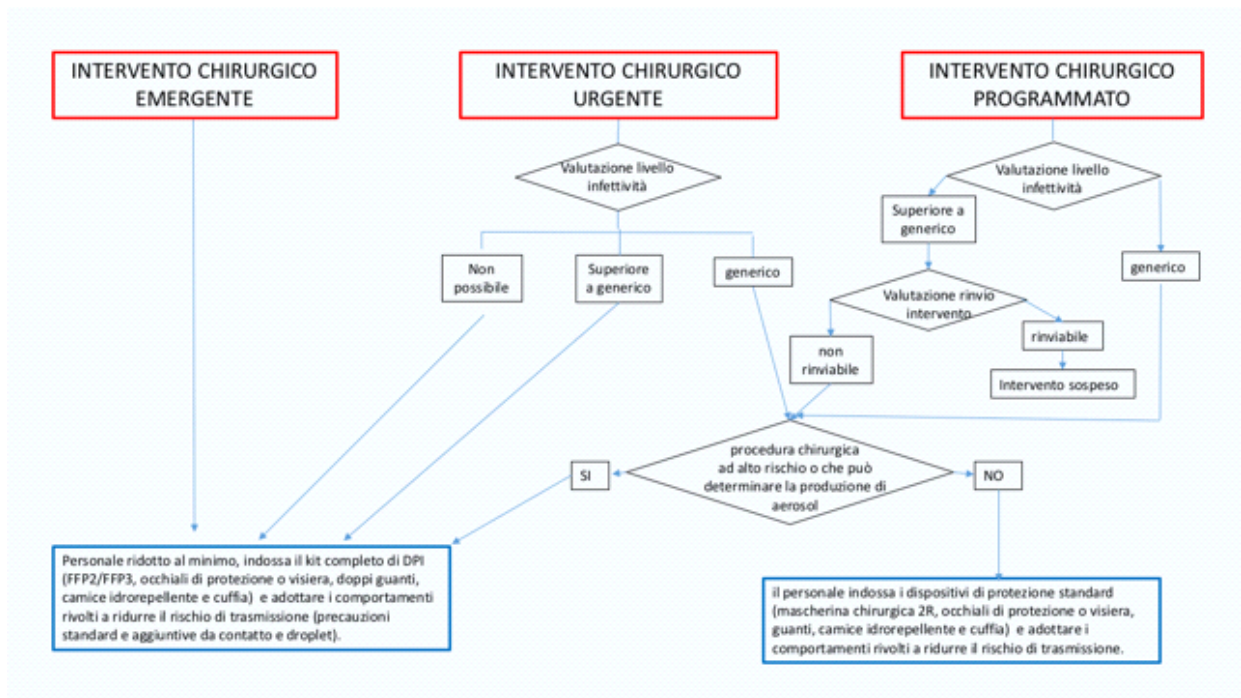 INTERVENTO CHIRURGICO
EMERGENTE
INTERVENTO CHIRURGICO
URGENTE
INTERVENTO CHIRURGICO
PROGRAMMATO
Valutazione livello
infettività
Valutazione livello
infettività
Superiore a
generico
Non
possibile
Superiore
a generico
generico
generico
Valutazione rinvio
intervento
non
rinviabile
rinviabile
Intervento sospeso
procedura chirurgica
ad alto rischio o che può
determinare la produzione di
aerosol
SI
NO
Personale ridotto al minimo, indossa il kit completo di DPI
(FFP2/FFP3, occhiali di protezione o visiera, doppi guanti,
camice idrorepellente e cuffia) e adottare i comportamenti
rivolti a ridurre il rischio di trasmissione (precauzioni
standard e aggiuntive da contatto e droplet).
il personale indossa i dispositivi di protezione standard
(mascherina chirurgica 2R, occhiali di protezione o visiera,
guanti, camice idrorepellente e cuffia) e adottare i
comportamenti rivolti a ridurre il rischio di trasmissione.